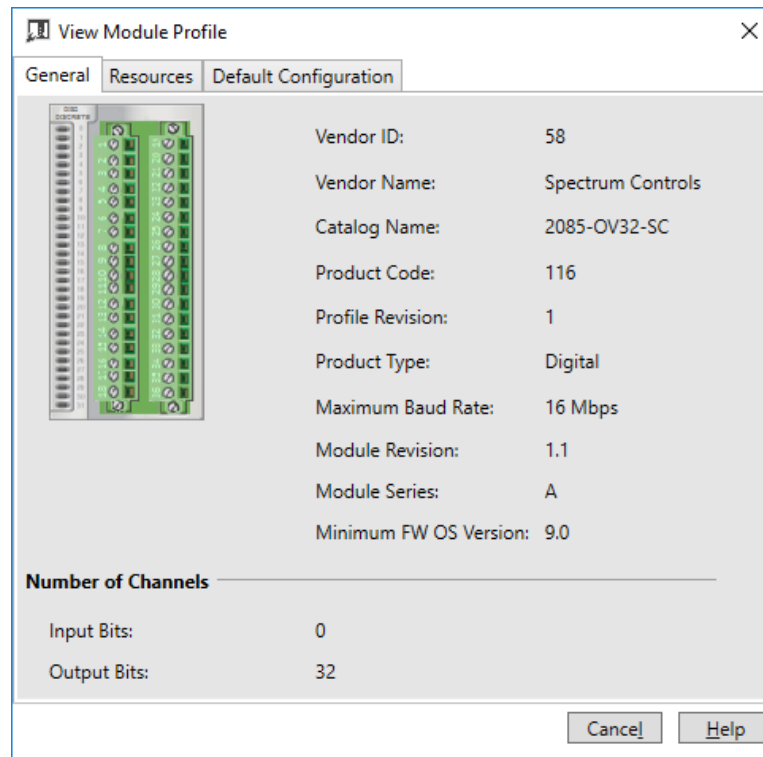 View Module Profile
General Resources Default Configuration
Vendor ID: 58
Vendor Name: Spectrum Controls
Catalog Name: 2085-OV32-SC
Product Code: 116
Profile Revision: 1
Product Type: Digital
Maximum Baud Rate: 16 Mbps
Module Revision: 1.1
Module Series: A
Minimum FW OS Version: 9.0
Number of Channels
Input Bits: 0
Output Bits: 32
Cancel Help